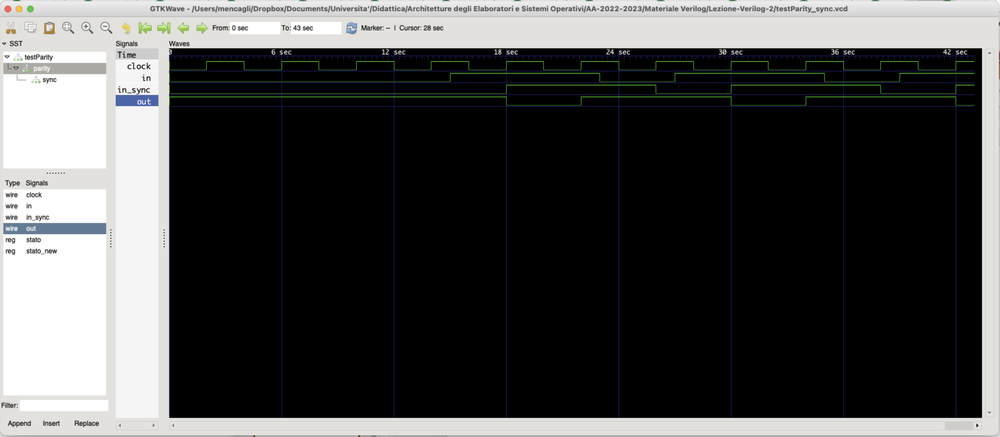 GTKWave - /Users/mencagli/Dropbox/Documents/Universita'/Didattica/Architetture degli Elaboratori e Sistemi Operativi/AA-2022-2023/Materiale Verilog/Lezione-Verilog-2/testParity_sync.vcd
From: 0 sec To: 43 sec Marker: -- | Cursor: 28 sec
SST
testParity
parity
sync
Type Signals
wire clock
wire in
wire in_sync
wire out
reg stato
reg stato_new
Filter:
Append Insert Replace
Signals
Time
clock
in
in_sync
out
Waves
0 6 sec 12 sec 18 sec 24 sec 30 sec 36 sec 42 sec